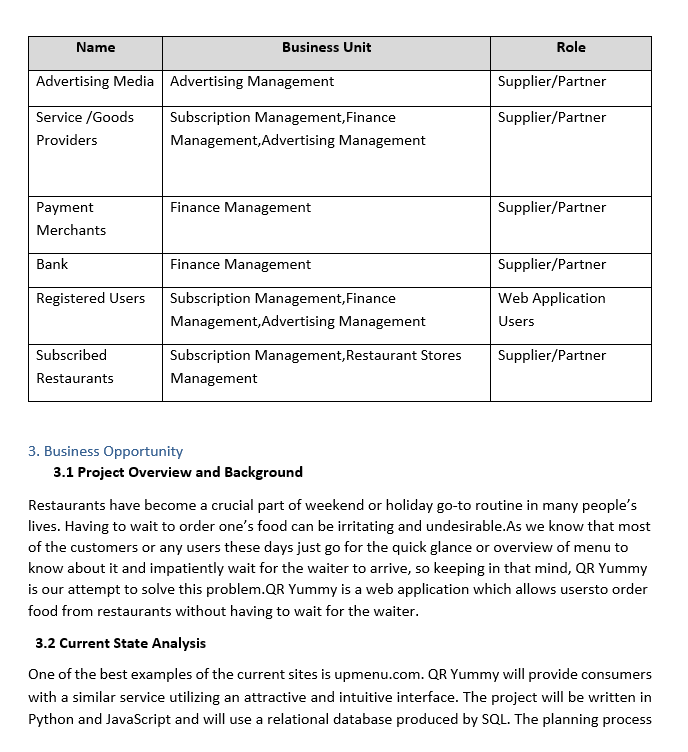 Name Business Unit Role
Advertising Media Advertising Management Supplier/Partner
Service /Goods Subscription Management,Finance Supplier/Partner
Providers Management,Advertising Management
Payment Finance Management Supplier/Partner
Merchants
Bank Finance Management Supplier/Partner
Registered Users Subscription Management,Finance Web Application
Management,Advertising Management Users
Subscribed Subscription Management,Restaurant Stores Supplier/Partner
Restaurants Management
3. Business Opportunity
3.1 Project Overview and Background
Restaurants have become a crucial part of weekend or holiday go-to routine in many people’s
lives. Having to wait to order one’s food can be irritating and undesirable.As we know that most
of the customers or any users these days just go for the quick glance or overview of menu to
know about it and impatiently wait for the waiter to arrive, so keeping in that mind, QR Yummy
is our attempt to solve this problem.QR Yummy is a web application which allows usersto order
food from restaurants without having to wait for the waiter.
3.2 Current State Analysis
One of the best examples of the current sites is upmenu.com. QR Yummy will provide consumers
with a similar service utilizing an attractive and intuitive interface. The project will be written in
Python and JavaScript and will use a relational database produced by SQL. The planning process